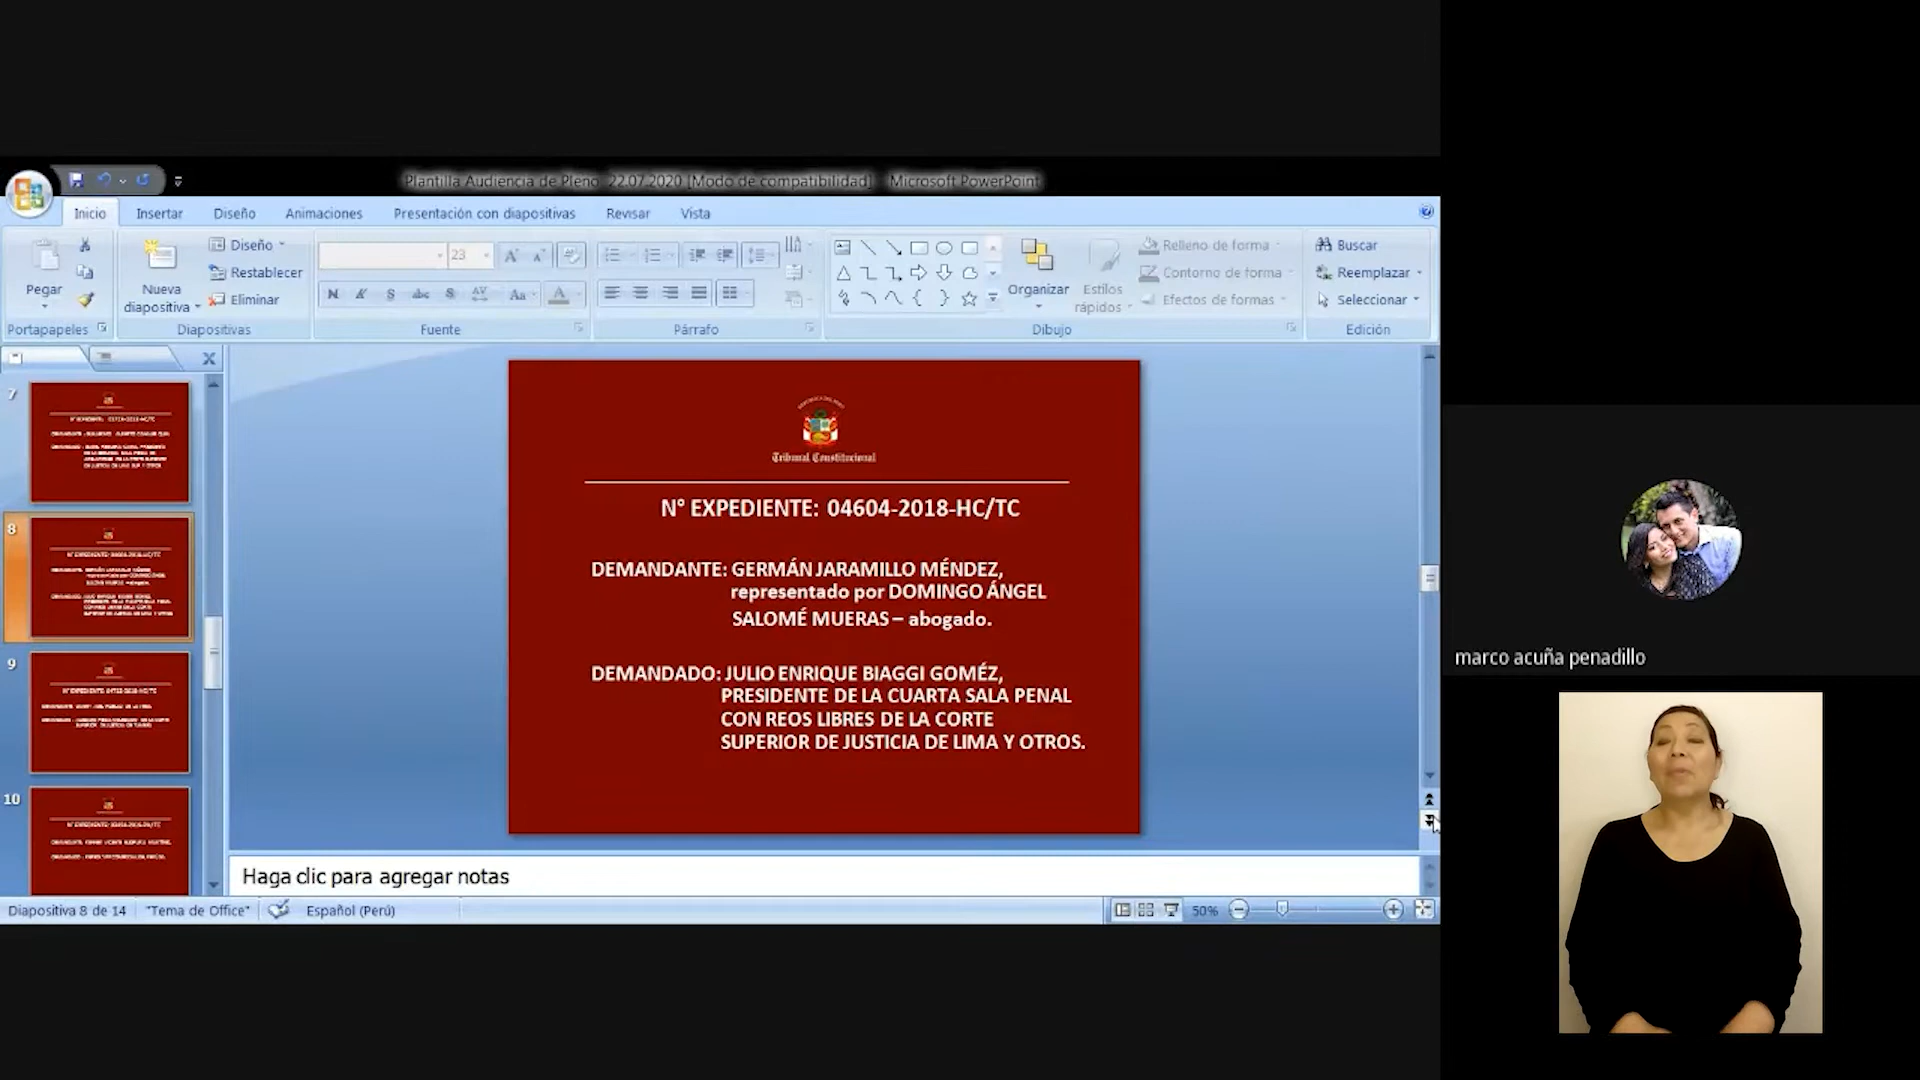 Plantilla Audiencia de Pleno 22.07.2020 [Modo de compatibilidad] - Microsoft PowerPoint
Inicio Insertar Diseño Animaciones Presentación con diapositivas Revisar Vista
Pegar
Portapapeles
Nueva diapositiva
Diseño
Restablecer
Eliminar
Diapositivas
23
Fuente
Párrafo
Organizar
Estilos rápidos
Relleno de forma
Contorno de forma
Efectos de formas
Dibujo
Buscar
Reemplazar
Seleccionar
Edición
7
8
9
10
Tribunal Constitucional
N° EXPEDIENTE: 04604-2018-HC/TC
DEMANDANTE: GERMÁN JARAMILLO MÉNDEZ,
representado por DOMINGO ÁNGEL
SALOMÉ MUERAS – abogado.
DEMANDADO: JULIO ENRIQUE BIAGGI GOMÉZ,
PRESIDENTE DE LA CUARTA SALA PENAL
CON REOS LIBRES DE LA CORTE
SUPERIOR DE JUSTICIA DE LIMA Y OTROS.
Haga clic para agregar notas
Diapositiva 8 de 14 "Tema de Office" Español (Perú) 50%
marco acuña penadillo